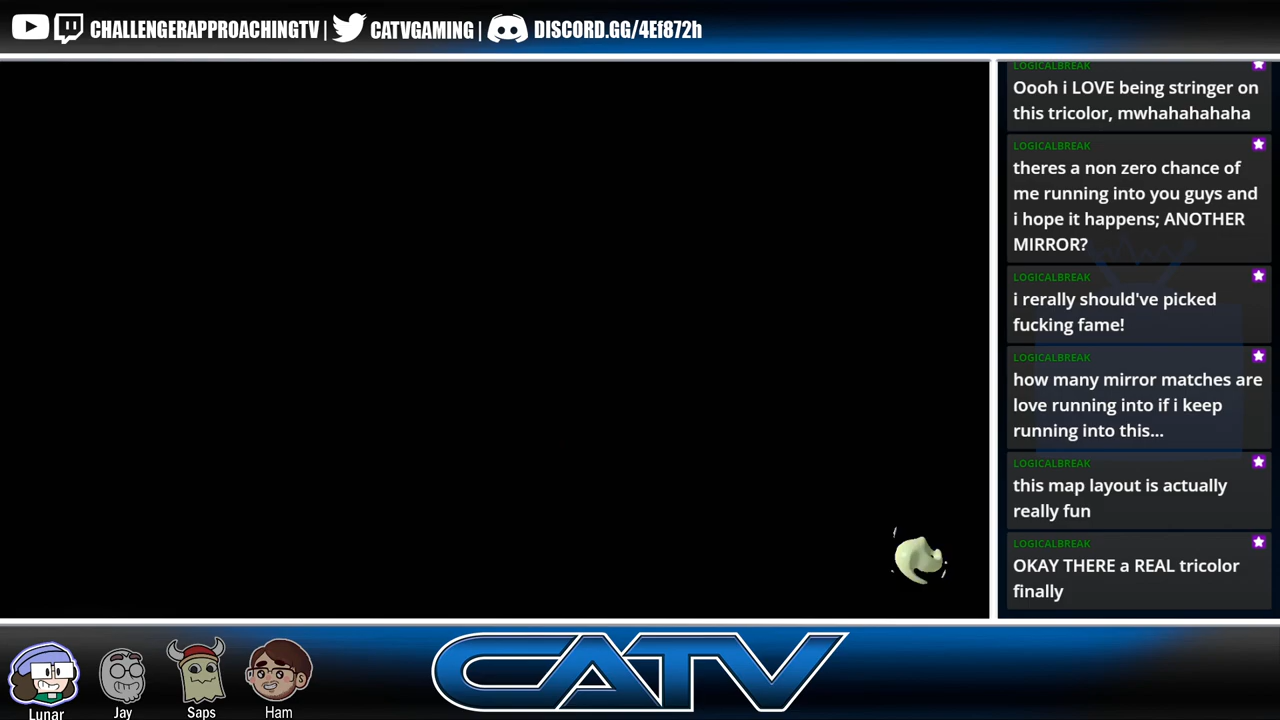 CHALLENGERAPPROACHINGTV | CATVGAMING | DISCORD.GG/4Ef872h
LOGICALBREAK
Oooh i LOVE being stringer on
this tricolor, mwhahahahaha
LOGICALBREAK
theres a non zero chance of
me running into you guys and
i hope it happens; ANOTHER
MIRROR?
LOGICALBREAK
i rerally should've picked
fucking fame!
LOGICALBREAK
how many mirror matches are
love running into if i keep
running into this...
LOGICALBREAK
this map layout is actually
really fun
LOGICALBREAK
OKAY THERE a REAL tricolor
finally
CATV
Lunar Jay Saps Ham